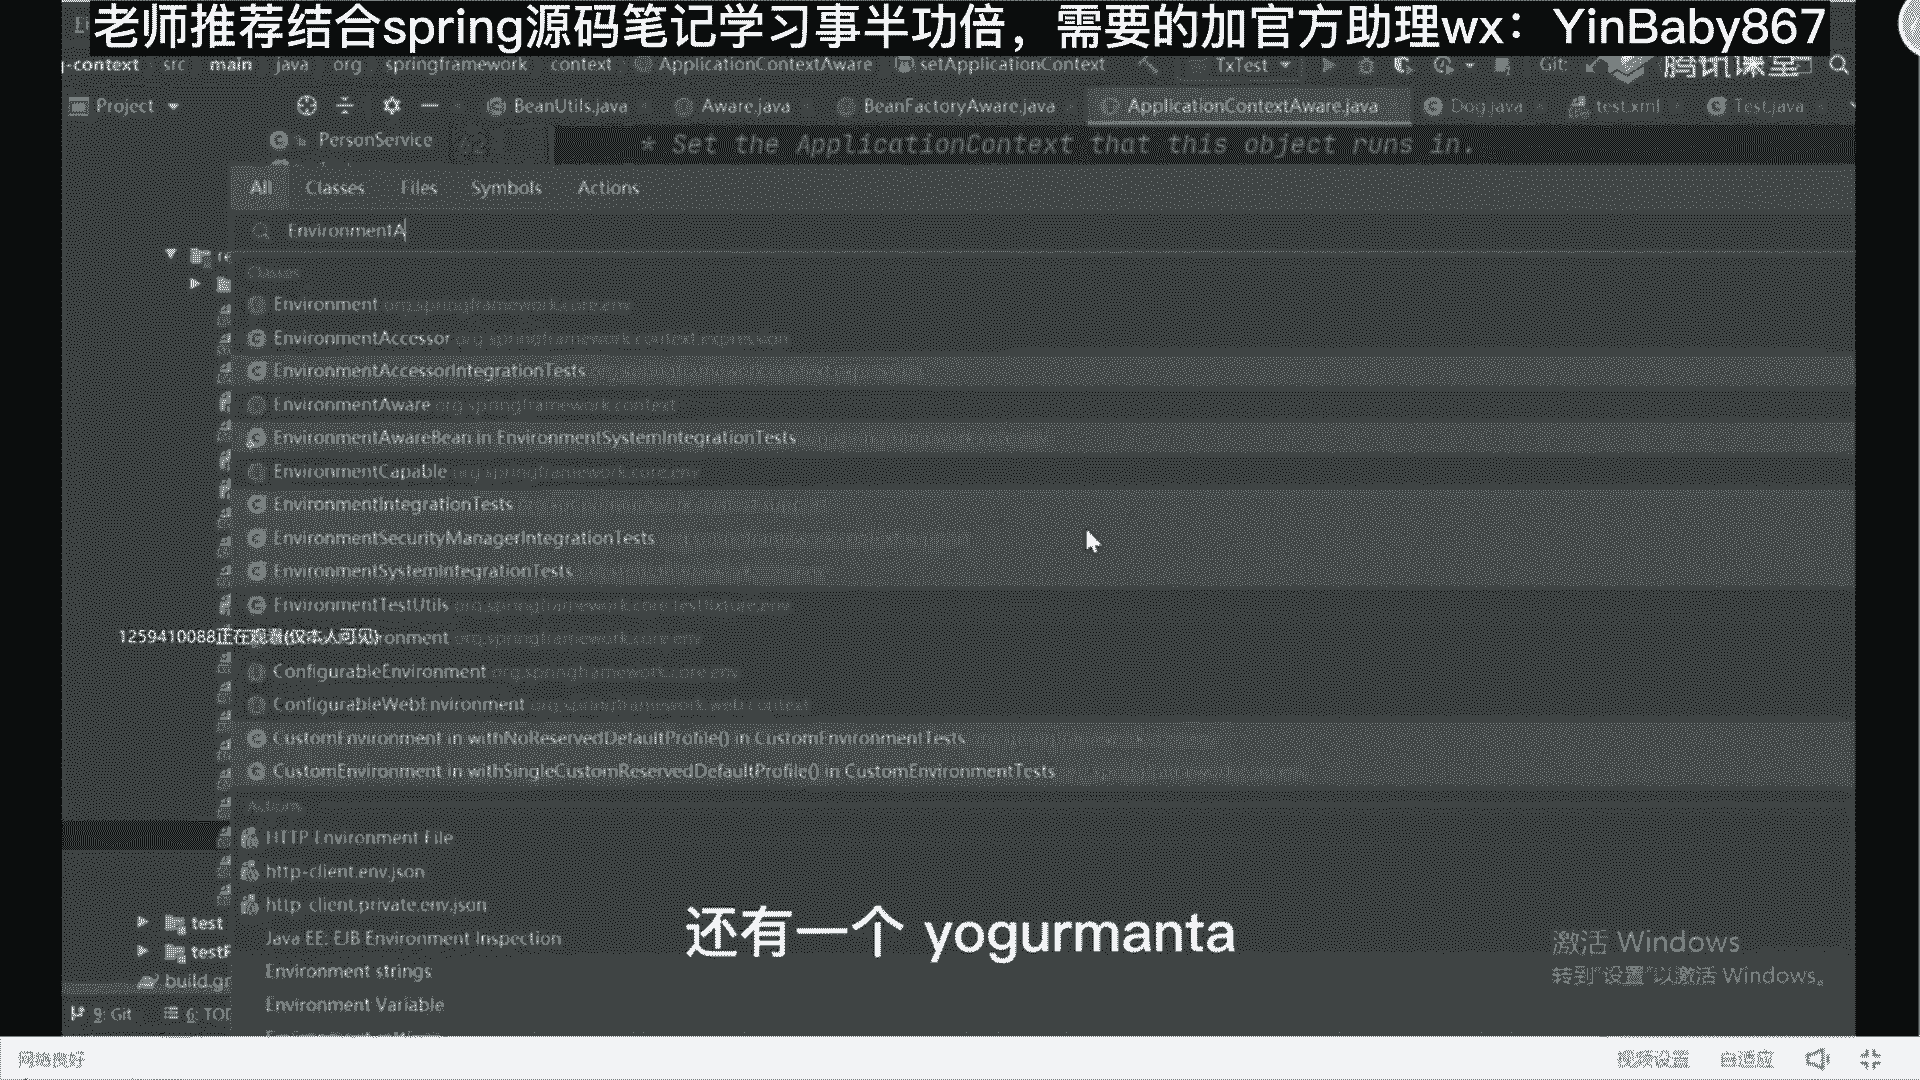 老师推荐结合spring源码笔记学习事半功倍，需要的加官方助理wx：YinBaby867
-context src main java org springframework context ApplicationContextAware setApplicationContext TxTest Git: 腾讯课堂
Project BeanUtils.java Aware.java BeanFactoryAware.java ApplicationContextAware.java Dog.java test.xml Test.java
PersonService 42 * Set the ApplicationContext that this object runs in.
All Classes Files Symbols Actions
EnvironmentA
Classes
Environment org.springframework.core.env
EnvironmentAccessor org.springframework.context.expression
EnvironmentAccessorIntegrationTests
EnvironmentAware org.springframework.context
EnvironmentAwareBean in EnvironmentSystemIntegrationTests
EnvironmentCapable org.springframework.core.env
EnvironmentIntegrationTests
EnvironmentSecurityManagerIntegrationTests
EnvironmentSystemIntegrationTests
EnvironmentTestUtils org.springframework.core.testfixture.env
1259410088正在观看(仅本人可见) ronment org.springframework.core.env
ConfigurableEnvironment org.springframework.core.env
ConfigurableWebEnvironment org.springframework.web.context
CustomEnvironment in withNoReservedDefaultProfile() in CustomEnvironmentTests
CustomEnvironment in withSingleCustomReservedDefaultProfile() in CustomEnvironmentTests
Actions
HTTP Environment File
http-client.env.json
http-client.private.env.json
Java EE: EJB Environment Inspection
Environment strings
Environment Variable
还有一个 yogurmanta
激活 Windows
转到"设置"以激活 Windows。
test
testF
build.gr
9: Git 6: TOD
网络良好 视频设置 自适应